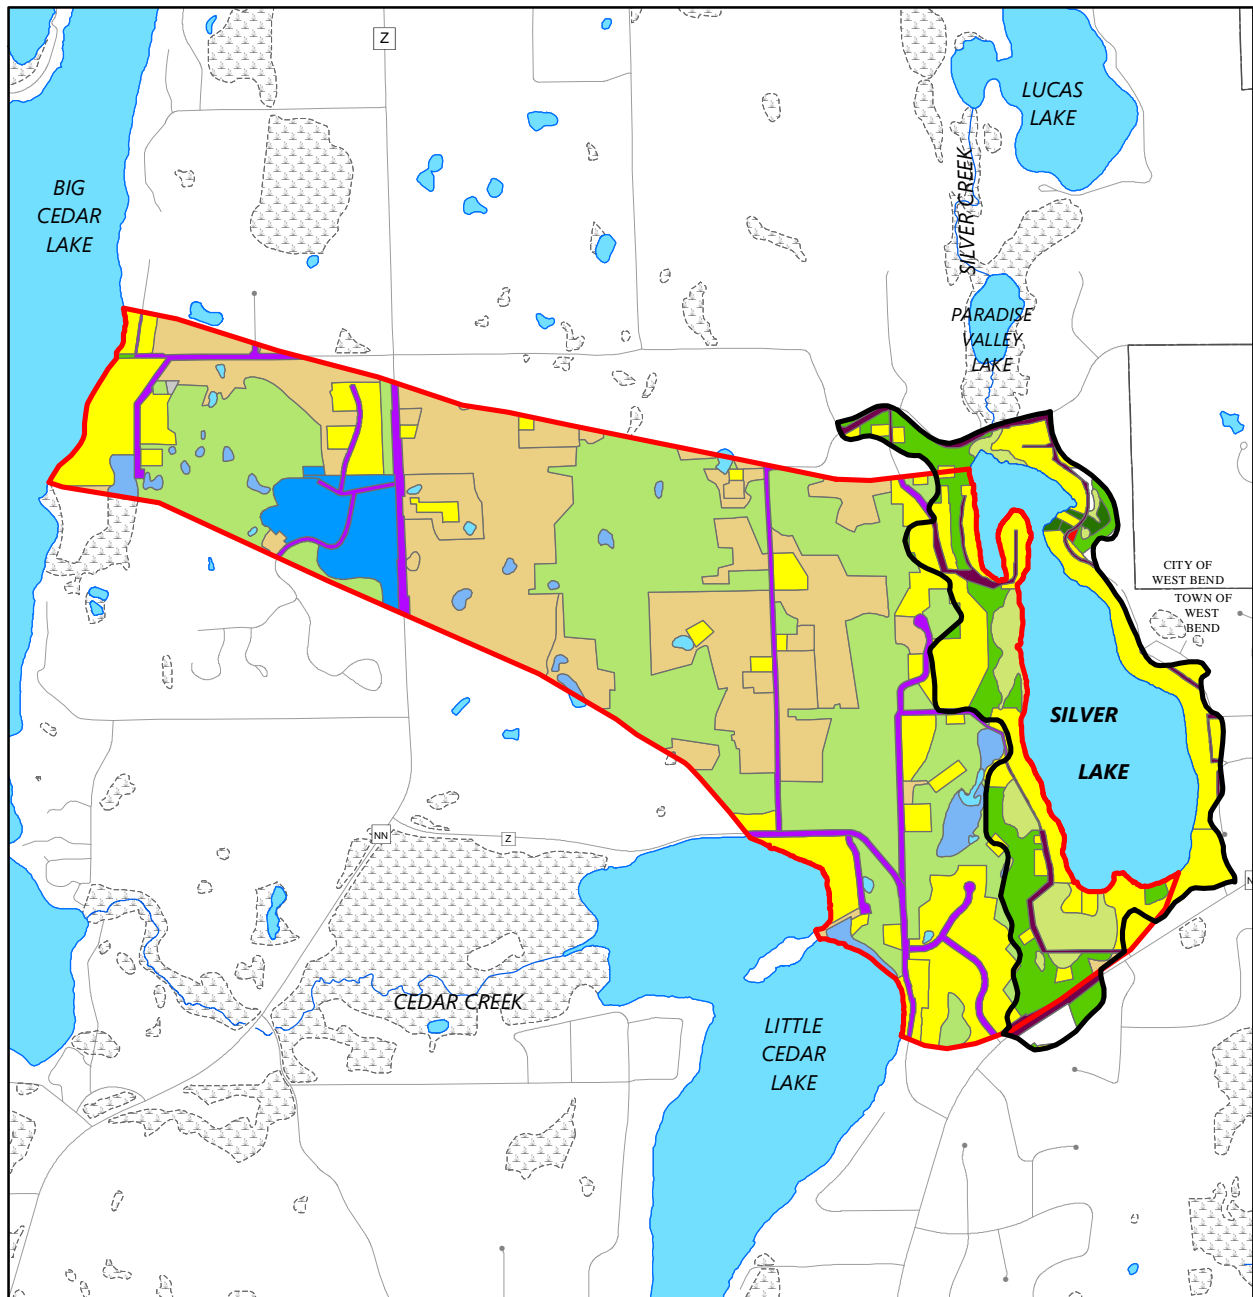 Z
LUCAS
LAKE
BIG
CEDAR
LAKE
SILVER CREEK
PARADISE
VALLEY
LAKE
CITY OF
WEST BEND
TOWN OF
WEST
BEND
SILVER
LAKE
NN
Z
N
CEDAR CREEK
LITTLE
CEDAR
LAKE